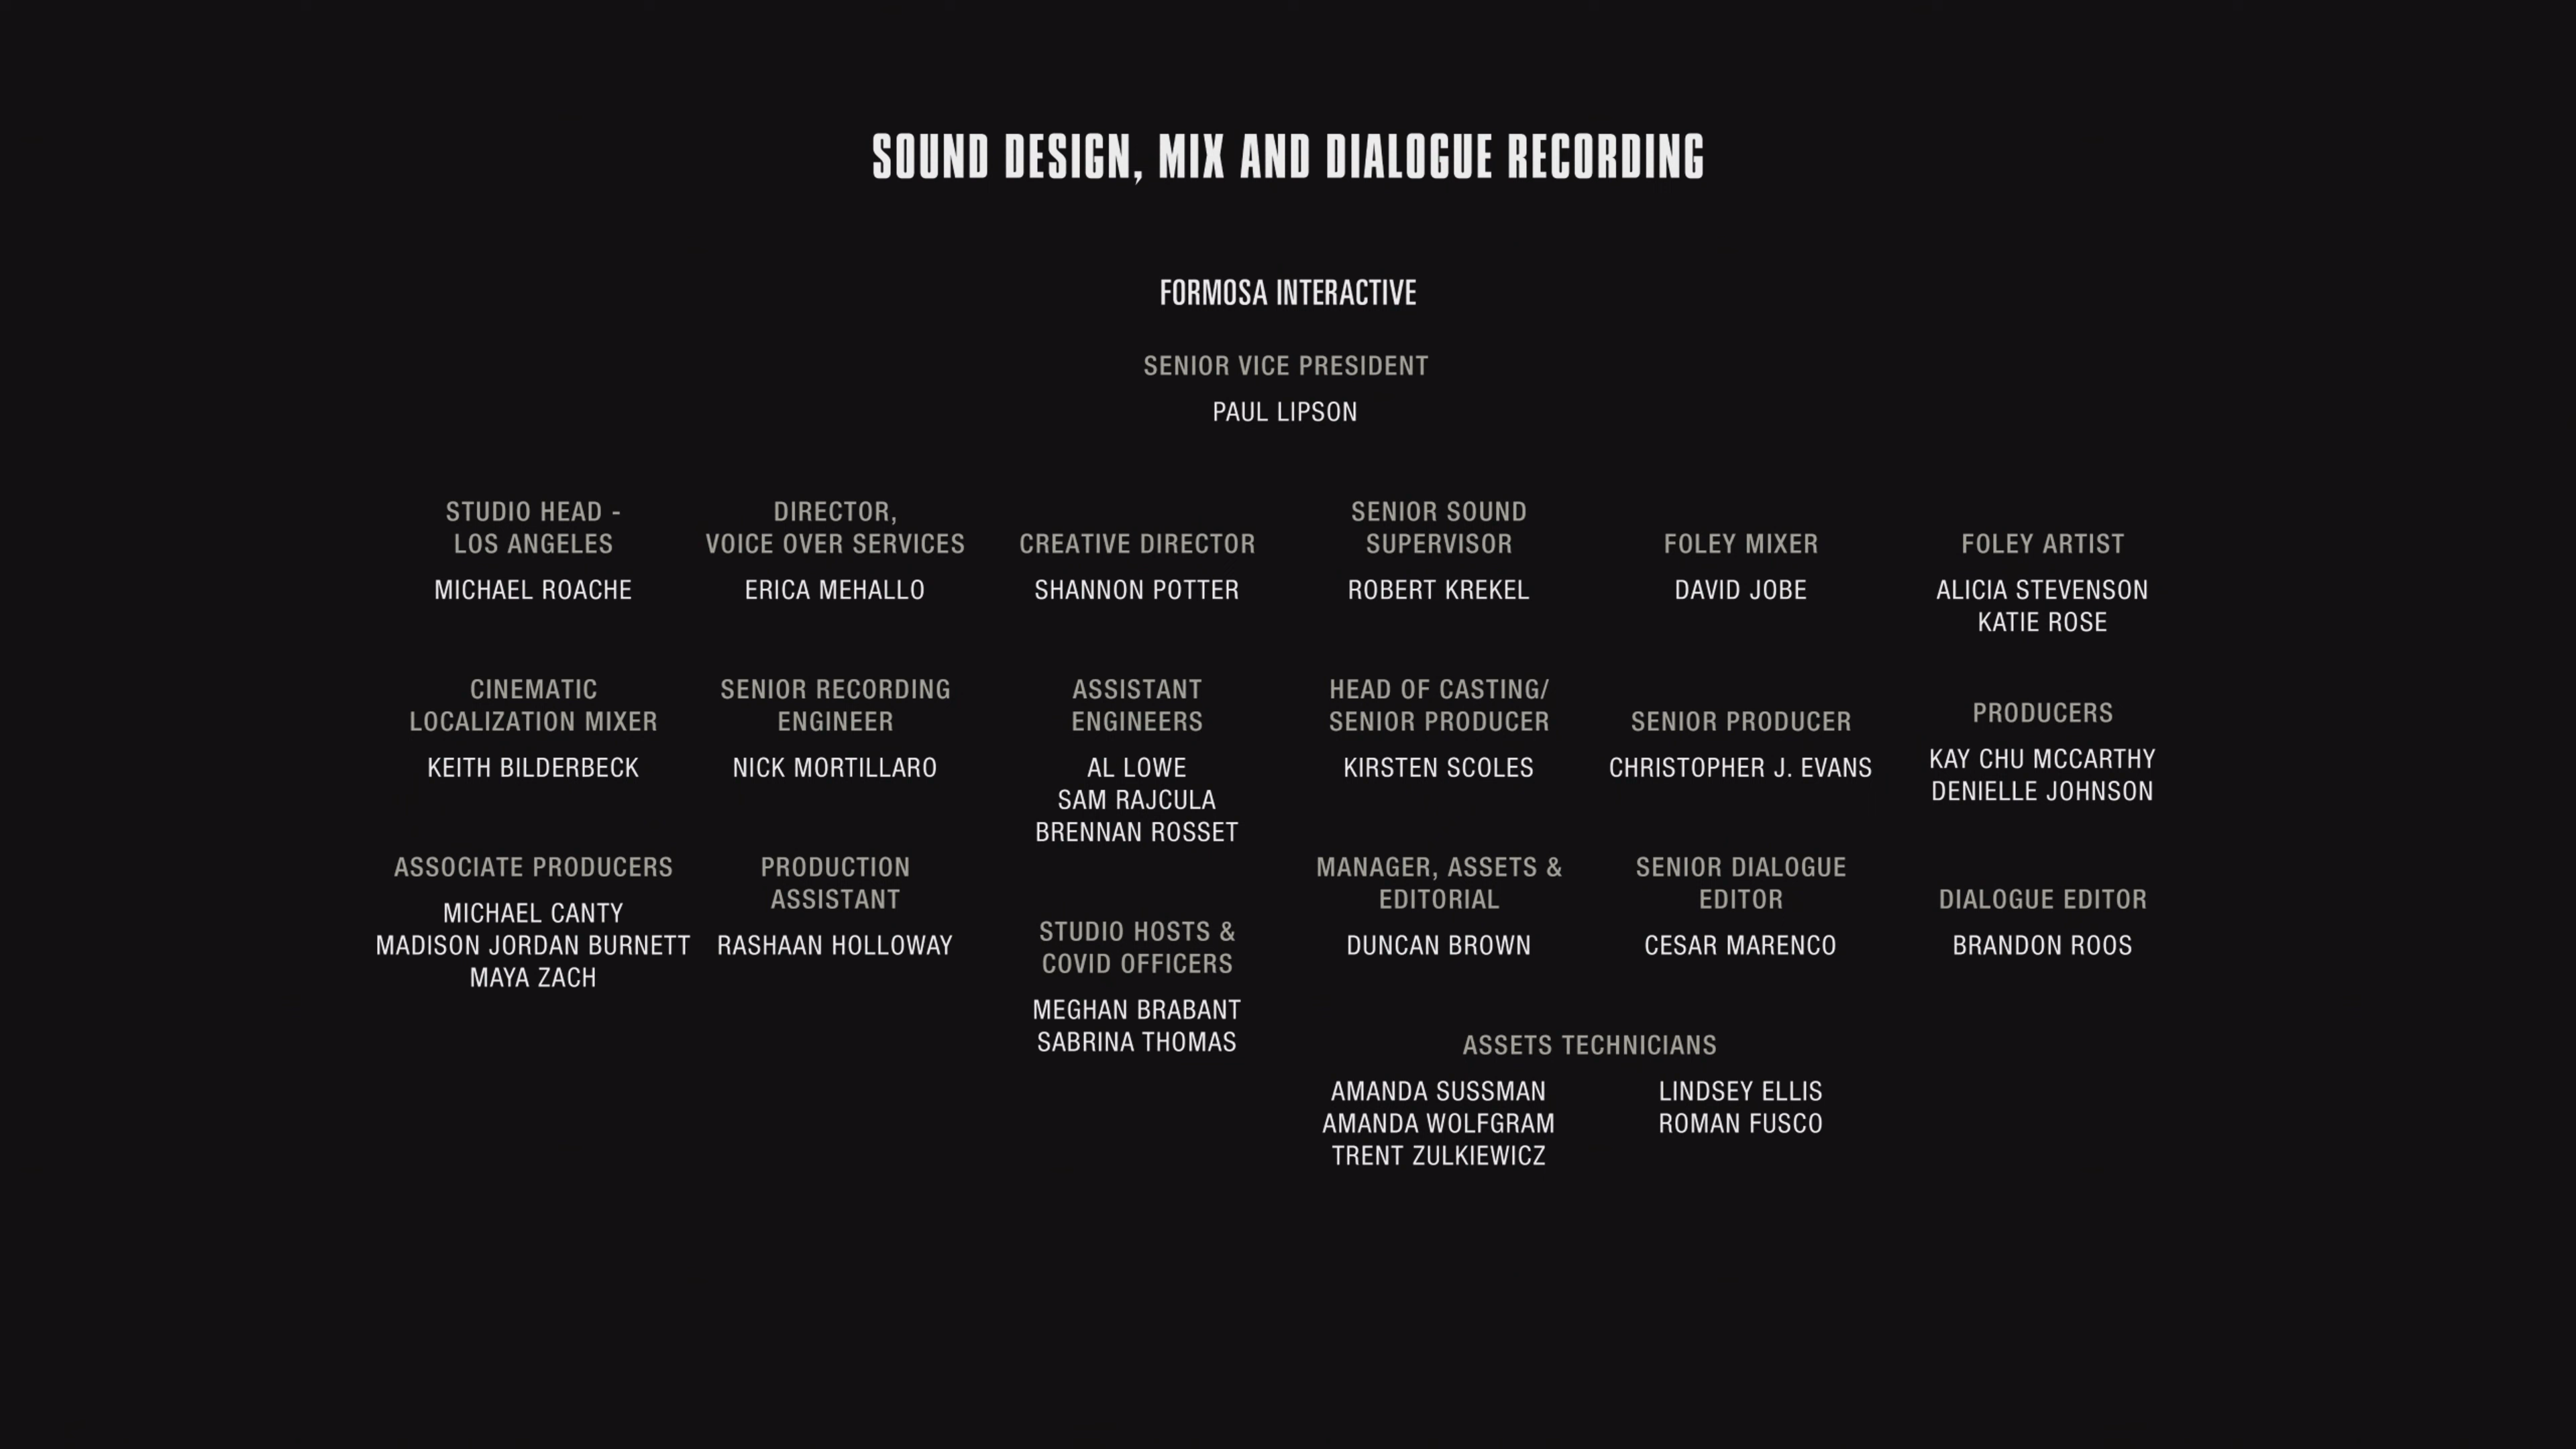 SOUND DESIGN, MIX AND DIALOGUE RECORDING
FORMOSA INTERACTIVE
SENIOR VICE PRESIDENT
PAUL LIPSON
STUDIO HEAD -
LOS ANGELES
MICHAEL ROACHE
DIRECTOR,
VOICE OVER SERVICES
ERICA MEHALLO
CREATIVE DIRECTOR
SHANNON POTTER
SENIOR SOUND
SUPERVISOR
ROBERT KREKEL
FOLEY MIXER
DAVID JOBE
FOLEY ARTIST
ALICIA STEVENSON
KATIE ROSE
CINEMATIC
LOCALIZATION MIXER
KEITH BILDERBECK
SENIOR RECORDING
ENGINEER
NICK MORTILLARO
ASSISTANT
ENGINEERS
AL LOWE
SAM RAJCULA
BRENNAN ROSSET
HEAD OF CASTING/
SENIOR PRODUCER
KIRSTEN SCOLES
SENIOR PRODUCER
CHRISTOPHER J. EVANS
PRODUCERS
KAY CHU MCCARTHY
DENIELLE JOHNSON
ASSOCIATE PRODUCERS
MICHAEL CANTY
MADISON JORDAN BURNETT
MAYA ZACH
PRODUCTION
ASSISTANT
RASHAAN HOLLOWAY
STUDIO HOSTS &
COVID OFFICERS
MEGHAN BRABANT
SABRINA THOMAS
MANAGER, ASSETS &
EDITORIAL
DUNCAN BROWN
SENIOR DIALOGUE
EDITOR
CESAR MARENCO
DIALOGUE EDITOR
BRANDON ROOS
ASSETS TECHNICIANS
AMANDA SUSSMAN
AMANDA WOLFGRAM
TRENT ZULKIEWICZ
LINDSEY ELLIS
ROMAN FUSCO